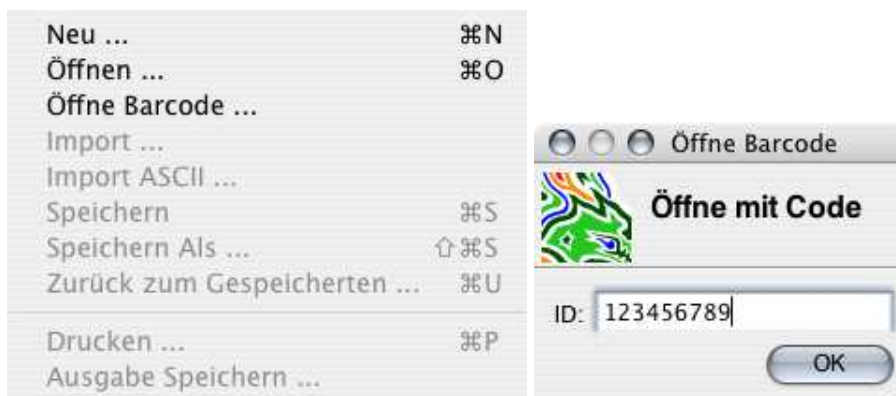 Neu ... ⌘N
Öffnen ... ⌘O
Öffne Barcode ...
Import ...
Import ASCII ...
Speichern ⌘S
Speichern Als ... ⇧⌘S
Zurück zum Gespeicherten ... ⌘U
Drucken ... ⌘P
Ausgabe Speichern ...
Öffne Barcode
Öffne mit Code
ID: 123456789
OK